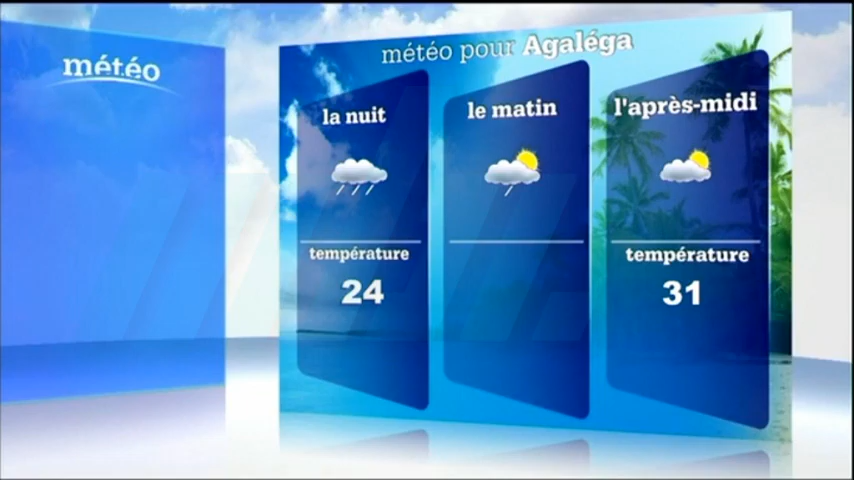 météo
météo pour Agaléga
la nuit
le matin
l'après-midi
température
température
24
31